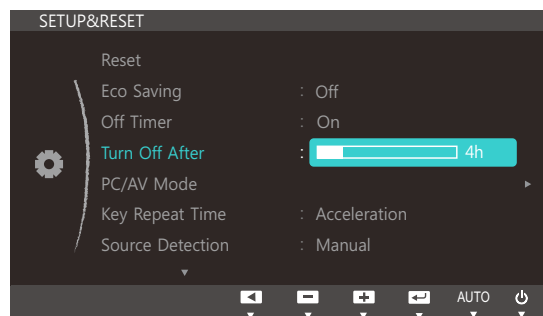 SETUP&RESET
Reset
Eco Saving : Off
Off Timer : On
Turn Off After : 4h
PC/AV Mode
Key Repeat Time : Acceleration
Source Detection : Manual
AUTO